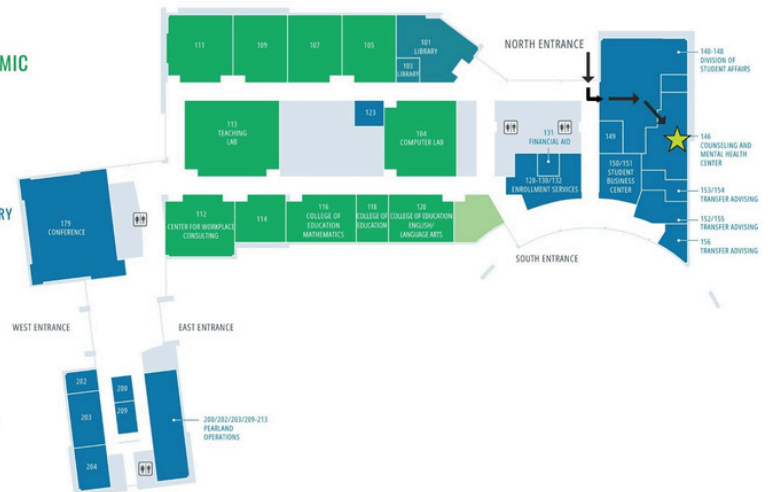 MIC
111
109
107
105
101
LIBRARY
103
LIBRARY
NORTH ENTRANCE
140-148
DIVISION OF
STUDENT AFFAIRS
113
TEACHING
LAB
123
104
COMPUTER LAB
131
FINANCIAL AID
149
146
COUNSELING AND
MENTAL HEALTH
CENTER
128-130/132
ENROLLMENT SERVICES
150/151
STUDENT
BUSINESS
CENTER
153/154
TRANSFER ADVISING
RY
179
CONFERENCE
112
CENTER FOR WORKPLACE
CONSULTING
114
116
COLLEGE OF
EDUCATION
MATHEMATICS
118
COLLEGE OF
EDUCATION
120
COLLEGE OF EDUCATION
ENGLISH/
LANGUAGE ARTS
152/155
TRANSFER ADVISING
156
TRANSFER ADVISING
SOUTH ENTRANCE
WEST ENTRANCE
EAST ENTRANCE
202
200
203
209
200/202/203/209-213
PEARLAND
OPERATIONS
204